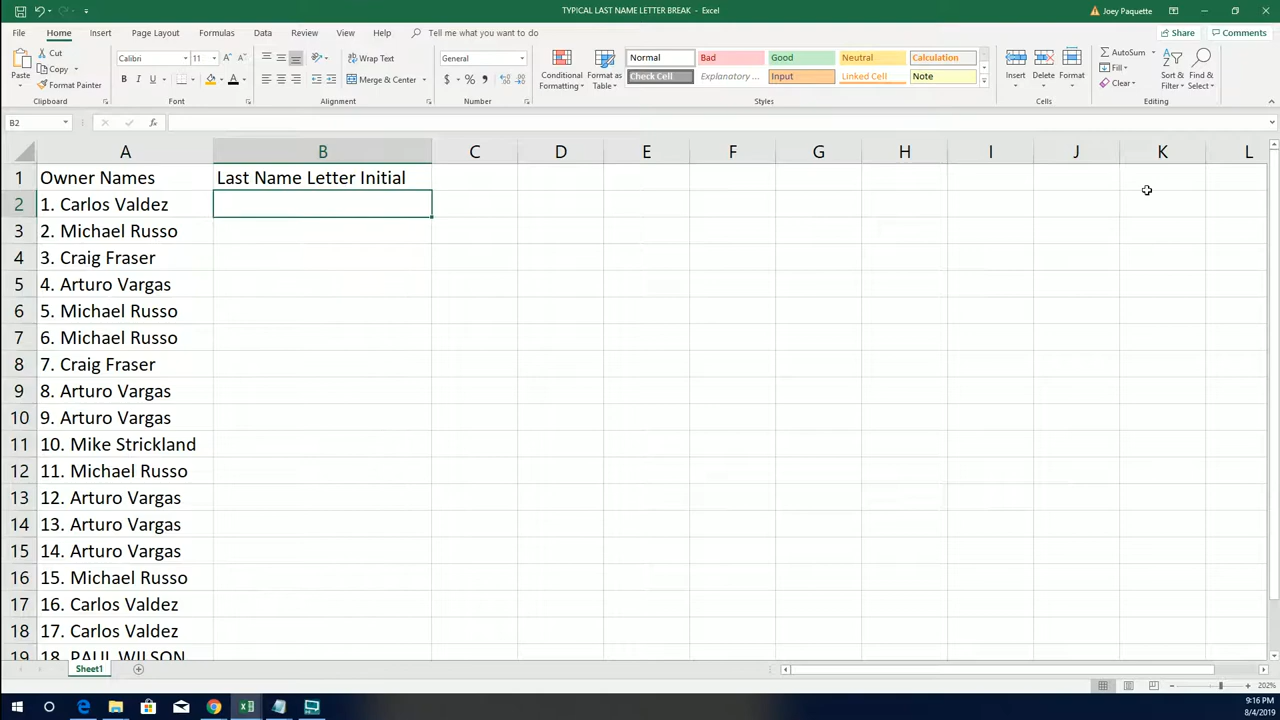 TYPICAL LAST NAME LETTER BREAK - Excel
Joey Paquette
File Home Insert Page Layout Formulas Data Review View Help Tell me what you want to do
Share Comments
Paste
Cut
Copy
Format Painter
Clipboard
Calibri 11
B I U
Font
Wrap Text
Merge & Center
Alignment
General
$ % ,
Number
Conditional Formatting
Format as Table
Normal Bad Good Neutral Calculation
Check Cell Explanatory ... Input Linked Cell Note
Styles
Insert Delete Format
Cells
AutoSum
Fill
Clear
Sort & Filter
Find & Select
Editing
B2
fx
A B C D E F G H I J K L
1 Owner Names Last Name Letter Initial
2 1. Carlos Valdez
3 2. Michael Russo
4 3. Craig Fraser
5 4. Arturo Vargas
6 5. Michael Russo
7 6. Michael Russo
8 7. Craig Fraser
9 8. Arturo Vargas
10 9. Arturo Vargas
11 10. Mike Strickland
12 11. Michael Russo
13 12. Arturo Vargas
14 13. Arturo Vargas
15 14. Arturo Vargas
16 15. Michael Russo
17 16. Carlos Valdez
18 17. Carlos Valdez
19 18. PAUL WILSON
Sheet1
202%
9:16 PM
8/4/2019